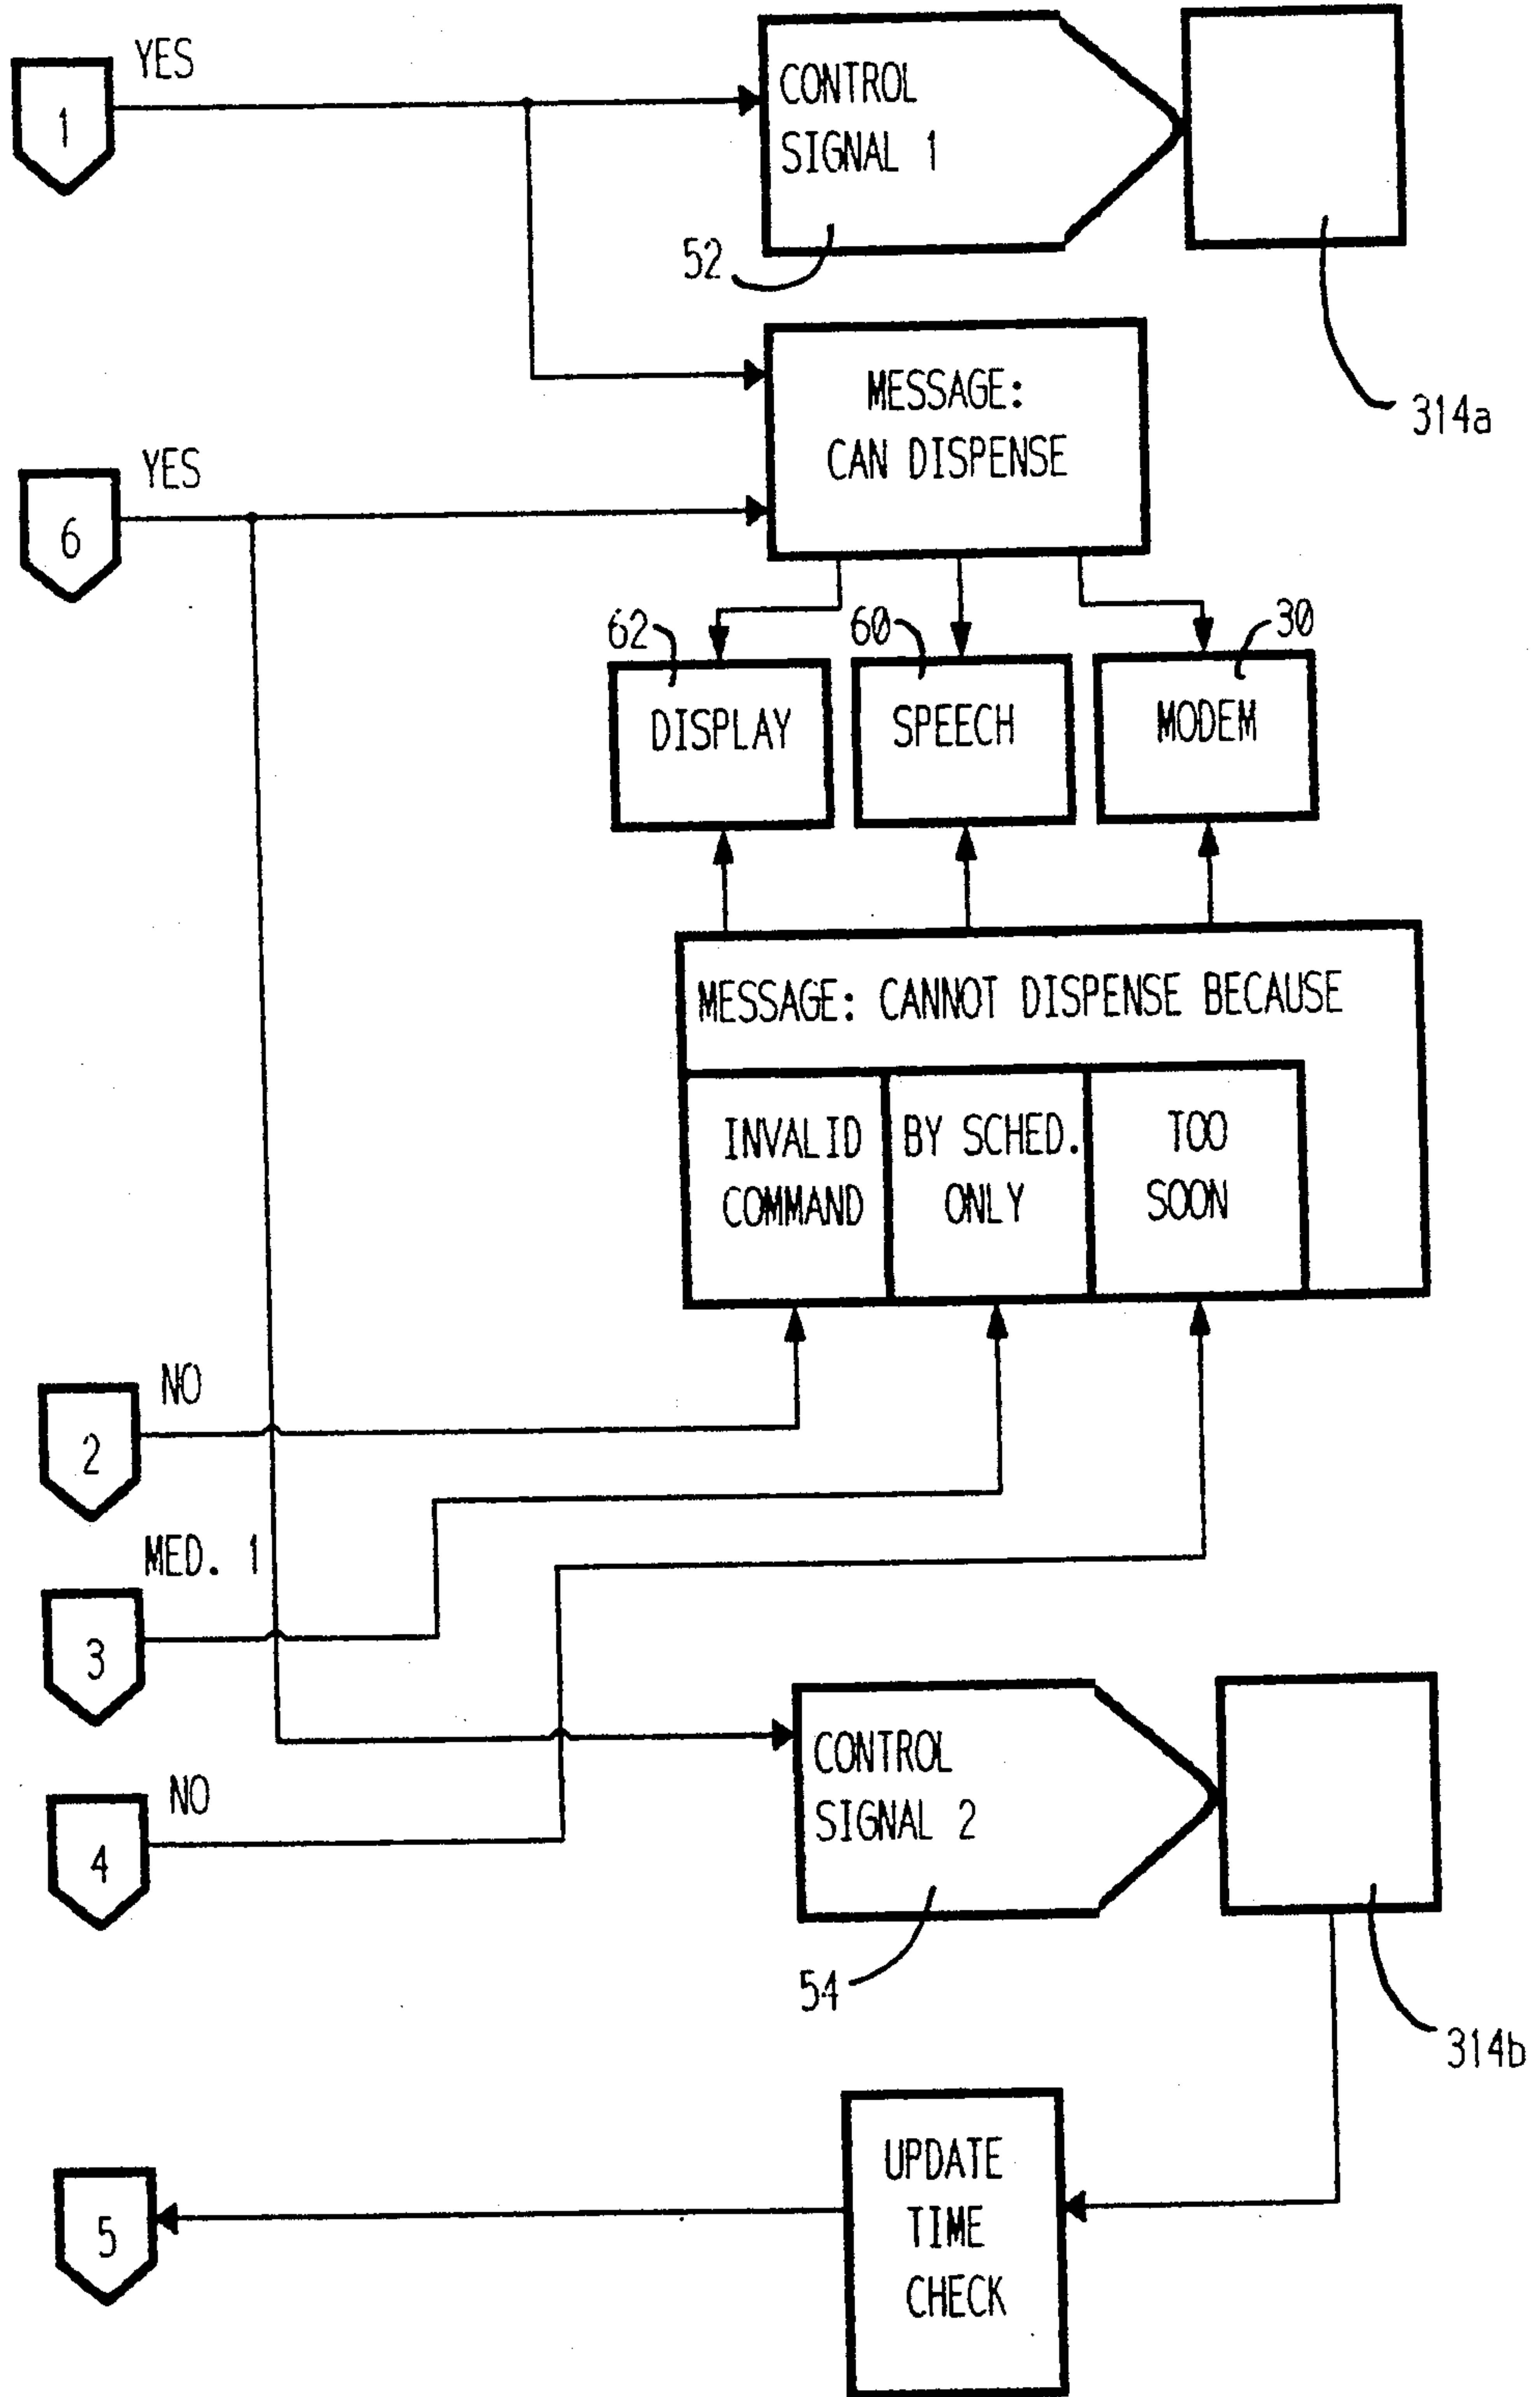 YES
1
CONTROL
SIGNAL 1
52
314a
MESSAGE:
CAN DISPENSE
YES
6
62
60
30
DISPLAY
SPEECH
MODEM
MESSAGE: CANNOT DISPENSE BECAUSE
INVALID
COMMAND
BY SCHED.
ONLY
TOO
SOON
NO
2
MED. 1
3
CONTROL
SIGNAL 2
NO
4
54
314b
UPDATE
TIME
CHECK
5